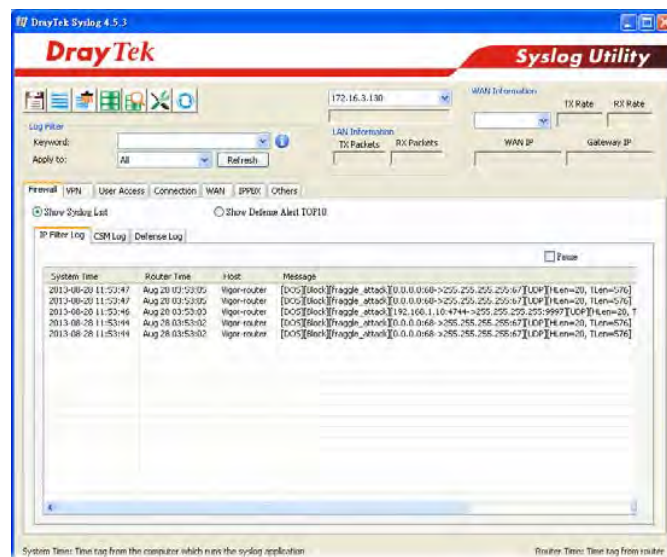 DrayTek Syslog 4.5.3
DrayTek
Syslog Utility
172.16.3.130
WAN Information
TX Rate RX Rate
Log Filter
Keyword:
LAN Information
TX Packets RX Packets
WAN IP Gateway IP
Apply to: All Refresh
Firewall VPN User Access Connection WAN IPPBX Others
Show Syslog List Show Defense Alert TOP10
IP Filter Log CSM Log Defense Log
Pause
System Time Router Time Host Message
2013-08-28 11:53:47 Aug 28 03:53:05 Vigor-router [DOS][Block][fraggle_attack][0.0.0.0:68->255.255.255.255:67][UDP][HLen=20, TLen=576]
2013-08-28 11:53:47 Aug 28 03:53:05 Vigor-router [DOS][Block][fraggle_attack][0.0.0.0:68->255.255.255.255:67][UDP][HLen=20, TLen=576]
2013-08-28 11:53:46 Aug 28 03:53:03 Vigor-router [DOS][Block][fraggle_attack][192.168.1.10:4744->255.255.255.255:9997][UDP][HLen=20, T
2013-08-28 11:53:44 Aug 28 03:53:02 Vigor-router [DOS][Block][fraggle_attack][0.0.0.0:68->255.255.255.255:67][UDP][HLen=20, TLen=576]
2013-08-28 11:53:44 Aug 28 03:53:02 Vigor-router [DOS][Block][fraggle_attack][0.0.0.0:68->255.255.255.255:67][UDP][HLen=20, TLen=576]
System Time: Time tag from the computer which runs the syslog application Router Time: Time tag from router